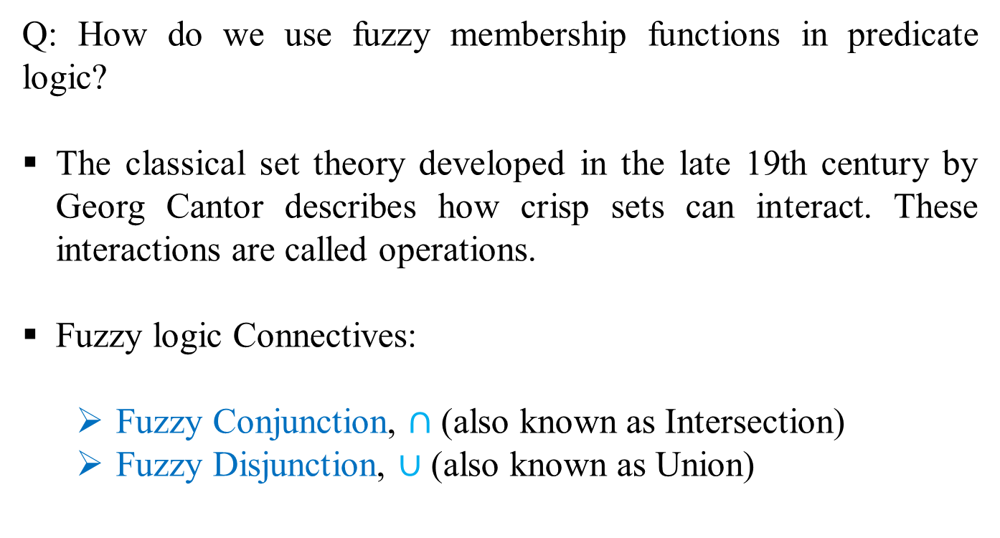 Q: How do we use fuzzy membership functions in predicate
logic?
▪ The classical set theory developed in the late 19th century by
Georg Cantor describes how crisp sets can interact. These
interactions are called operations.
▪ Fuzzy logic Connectives:
➢ Fuzzy Conjunction, ∩ (also known as Intersection)
➢ Fuzzy Disjunction, ∪ (also known as Union)